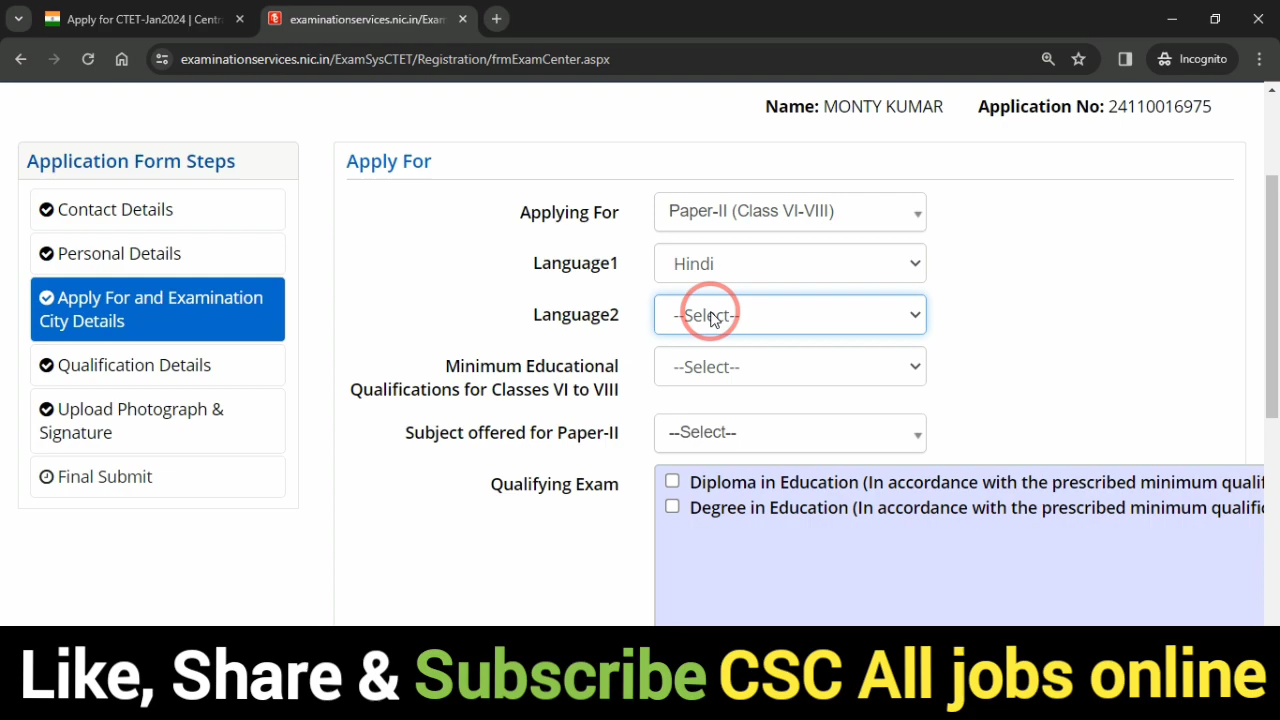 Apply for CTET-Jan2024 | Centr
examinationservices.nic.in/Exam
examinationservices.nic.in/ExamSysCTET/Registration/frmExamCenter.aspx
Incognito
Name: MONTY KUMAR Application No: 24110016975
Application Form Steps
Contact Details
Personal Details
Apply For and Examination
City Details
Qualification Details
Upload Photograph &
Signature
Final Submit
Apply For
Applying For Paper-II (Class VI-VIII)
Language1 Hindi
Language2 --Select--
Minimum Educational
Qualifications for Classes VI to VIII --Select--
Subject offered for Paper-II --Select--
Qualifying Exam Diploma in Education (In accordance with the prescribed minimum qualif
Degree in Education (In accordance with the prescribed minimum qualific
Like, Share & Subscribe CSC All jobs online